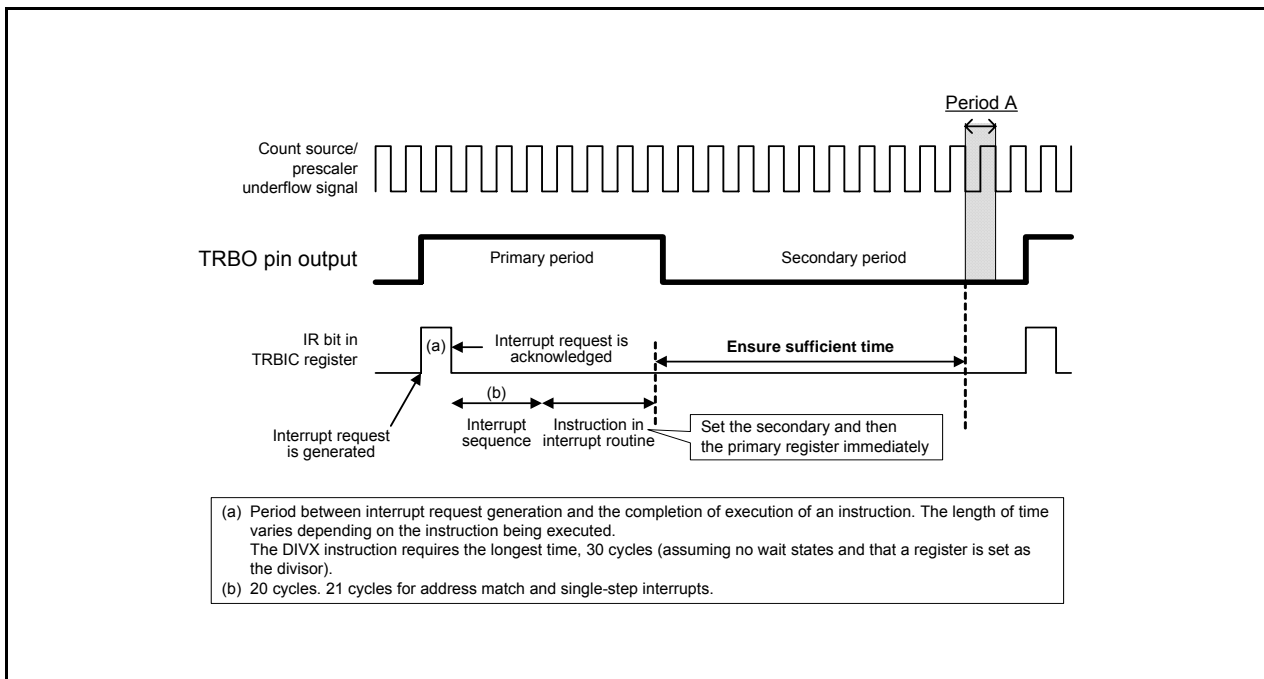 Period A
Count source/
prescaler
underflow signal
TRBO pin output
Primary period
Secondary period
IR bit in
TRBIC register
(a)
Interrupt request is
acknowledged
Ensure sufficient time
(b)
Interrupt
sequence
Instruction in
interrupt routine
Set the secondary and then
the primary register immediately
Interrupt request
is generated
(a) Period between interrupt request generation and the completion of execution of an instruction. The length of time
varies depending on the instruction being executed.
The DIVX instruction requires the longest time, 30 cycles (assuming no wait states and that a register is set as
the divisor).
(b) 20 cycles. 21 cycles for address match and single-step interrupts.